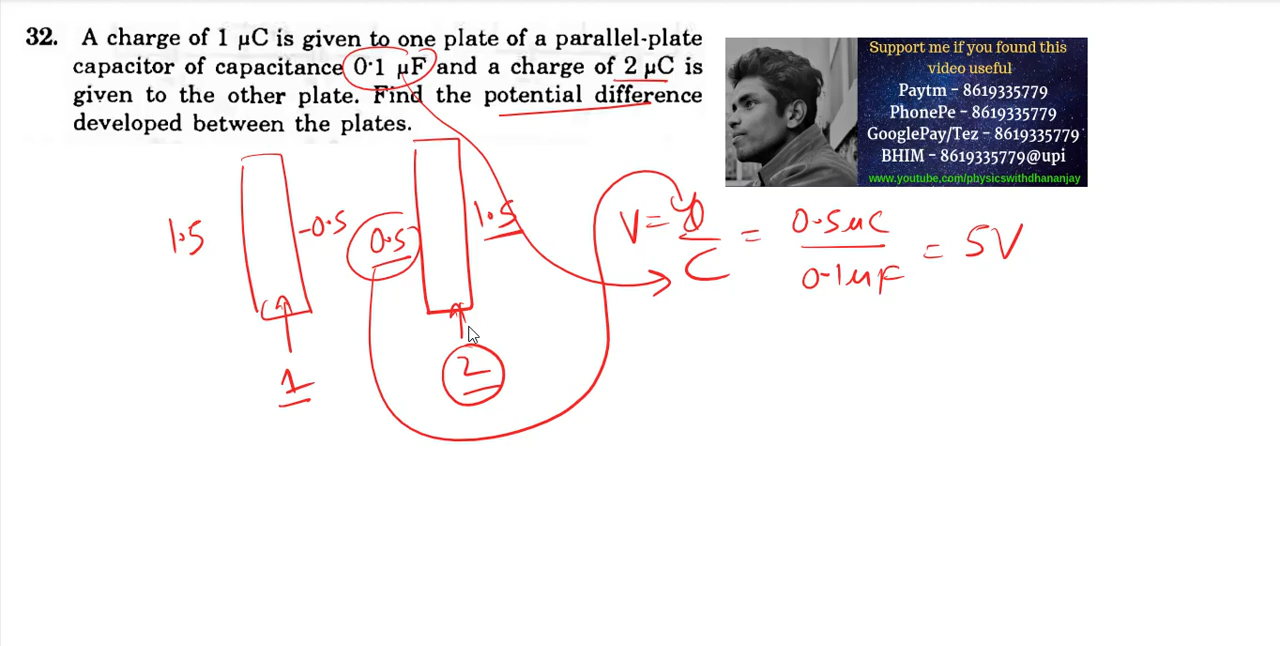 32. A charge of 1 μC is given to one plate of a parallel-plate
capacitor of capacitance 0·1 μF and a charge of 2 μC is
given to the other plate. Find the potential difference
developed between the plates.
Support me if you found this
video useful
Paytm - 8619335779
PhonePe - 8619335779
GooglePay/Tez - 8619335779
BHIM - 8619335779@upi
www.youtube.com/physicswithdhananjay
1.5 -0.5 0.5 1.5
1 2
V = Q/C = 0.5μC/0.1μF = 5V